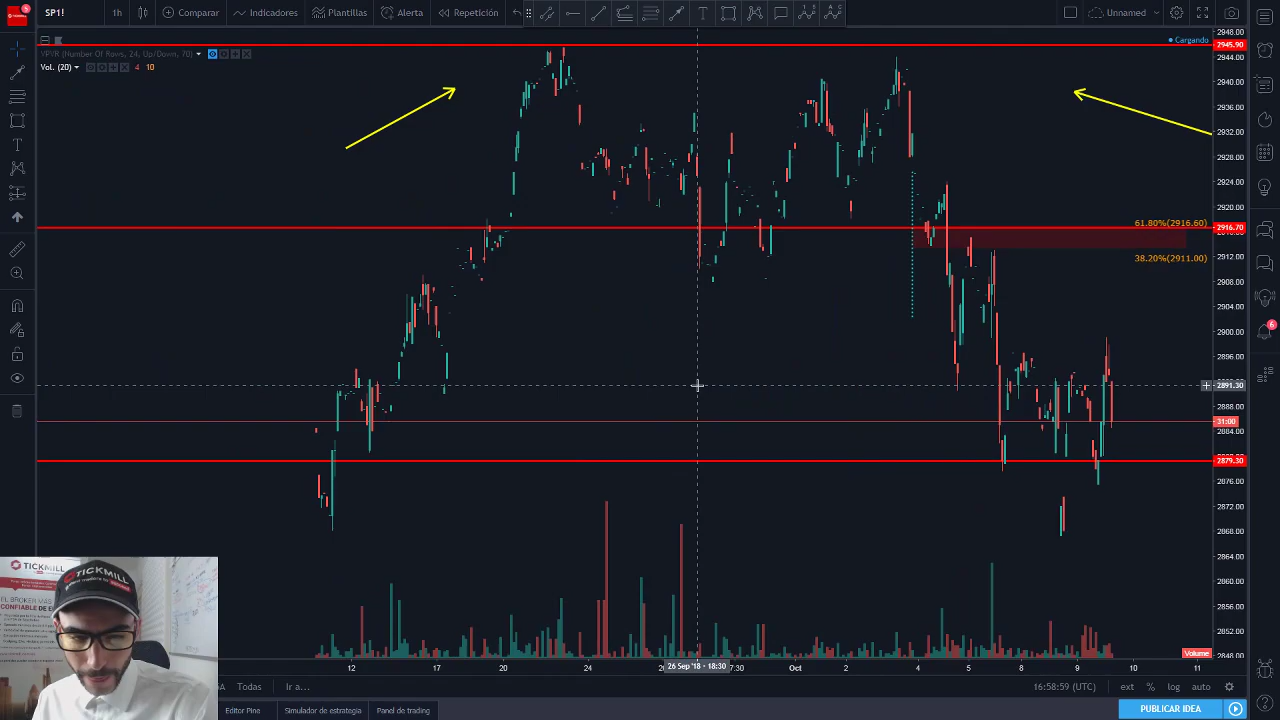 5
SP1!
1h
Comparar
Indicadores
Plantillas
Alerta
Repetición
Unnamed
VPVR (Number Of Rows, 24, Up/Down, 70)
Vol. (20)
4 10
Cargando
2948.00
2945.90
2944.00
2940.00
2936.00
2932.00
2928.00
2924.00
2920.00
61.80%(2916.60)
2916.70
38.20%(2911.00)
2912.00
2908.00
2904.00
2900.00
6
2896.00
2891.30
2888.00
31:00
2884.00
2879.30
2876.00
2872.00
2868.00
2864.00
2860.00
2856.00
2852.00
Volume
2848.00
12
17
20
24
26 Sep '18 - 18:30
7:30
Oct
2
4
5
8
9
10
11
Todas
Ir a...
16:58:59 (UTC)
ext
%
log
auto
Editor Pine
Simulador de estrategia
Panel de trading
PUBLICAR IDEA
TICKMILL
EL BROKER MAS
CONFIABLE DE
TICKMILL